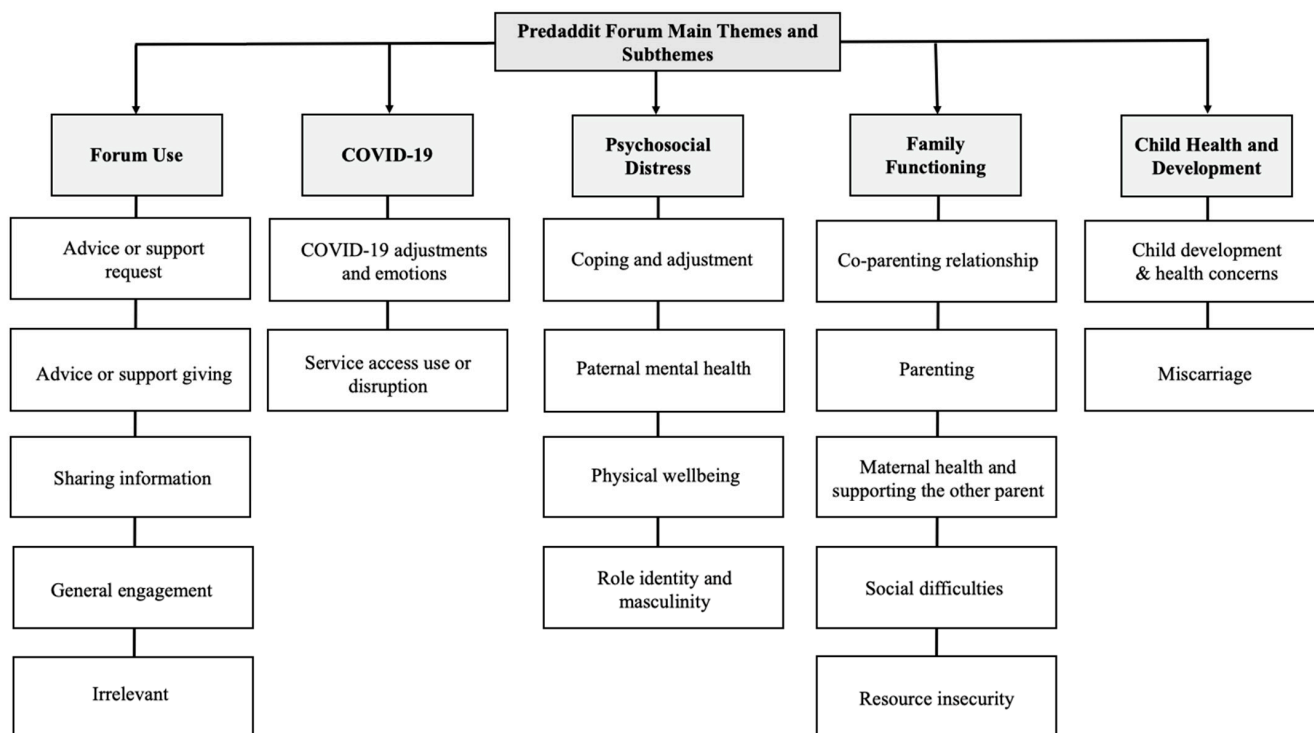 Predaddit Forum Main Themes and
Subthemes
Forum Use
Advice or support
request
Advice or support giving
Sharing information
General engagement
Irrelevant
COVID-19
COVID-19 adjustments
and emotions
Service access use or
disruption
Psychosocial
Distress
Coping and adjustment
Paternal mental health
Physical wellbeing
Role identity and
masculinity
Family
Functioning
Co-parenting relationship
Parenting
Maternal health and
supporting the other parent
Social difficulties
Resource insecurity
Child Health and
Development
Child development
& health concerns
Miscarriage